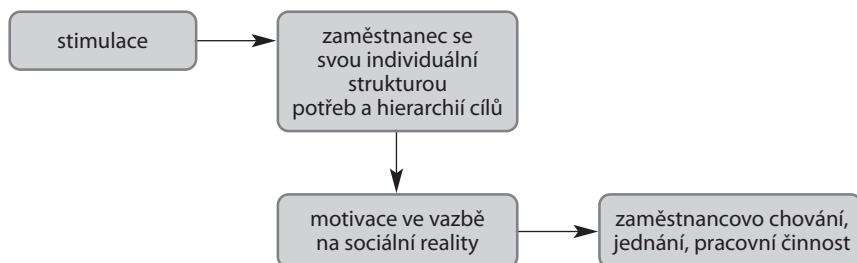 stimulace
zaměstnanec se
svou individuální
strukturou
potřeb a hierarchií cílů
motivace ve vazbě
na sociální reality
zaměstnancovo chování,
jednání, pracovní činnost